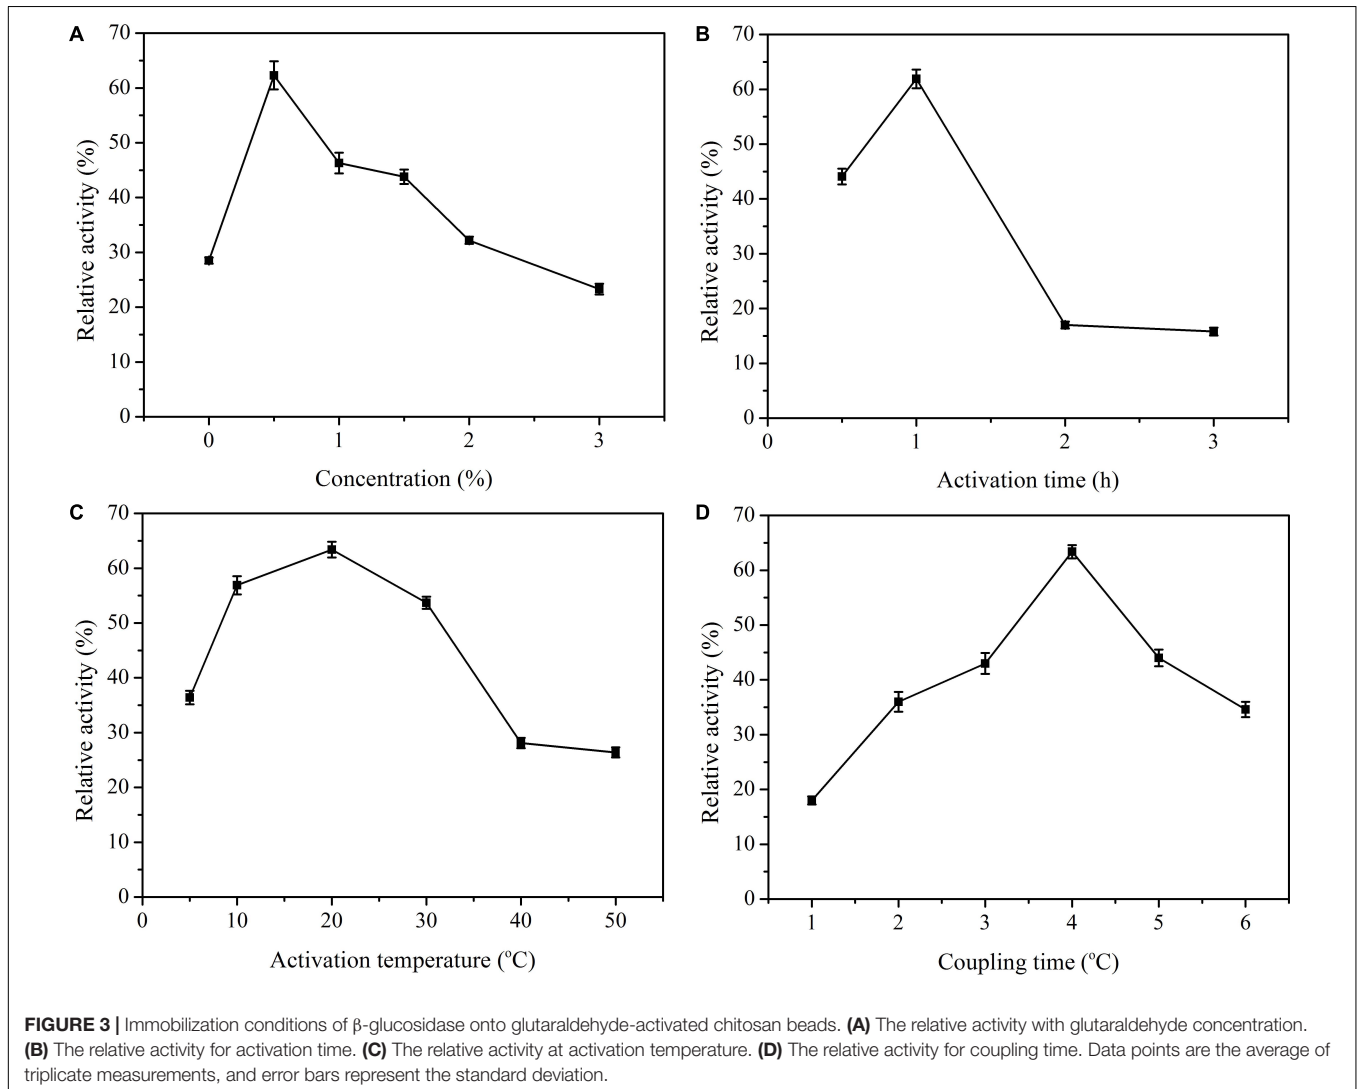 A
70
60
50
40
30
20
10
0
Relative activity (%)
0 1 2 3
Concentration (%)
B
70
60
50
40
30
20
10
0
Relative activity (%)
0 1 2 3
Activation time (h)
C
70
60
50
40
30
20
10
0
Relative activity (%)
0 10 20 30 40 50
Activation temperature (°C)
D
70
60
50
40
30
20
10
0
Relative activity (%)
1 2 3 4 5 6
Coupling time (°C)
FIGURE 3 | Immobilization conditions of β-glucosidase onto glutaraldehyde-activated chitosan beads. (A) The relative activity with glutaraldehyde concentration.
(B) The relative activity for activation time. (C) The relative activity at activation temperature. (D) The relative activity for coupling time. Data points are the average of
triplicate measurements, and error bars represent the standard deviation.